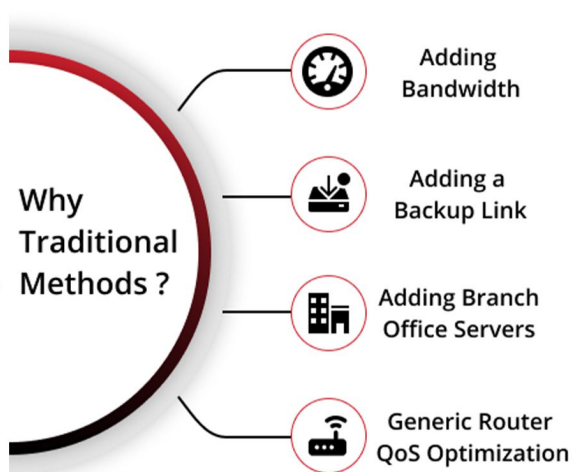 Why
Traditional
Methods ?
Adding
Bandwidth
Adding a
Backup Link
Adding Branch
Office Servers
Generic Router
QoS Optimization